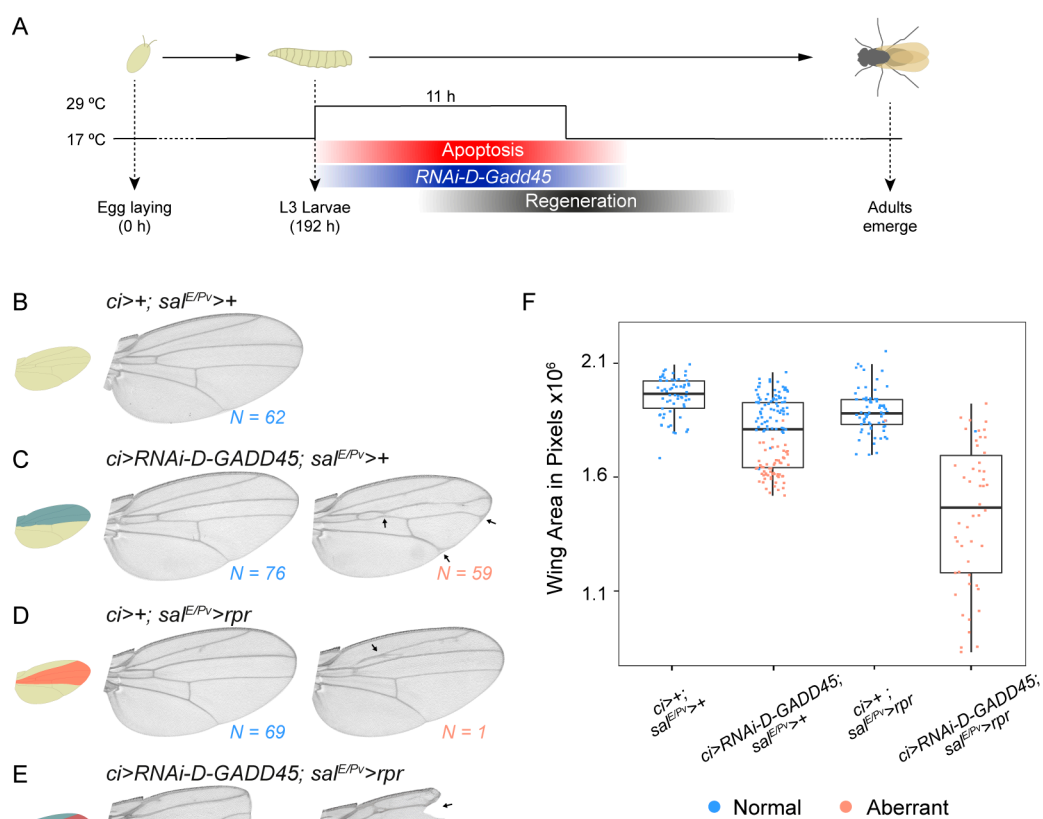 A
29 ºC
11 h
17 ºC
Apoptosis
RNAi-D-Gadd45
Regeneration
Egg laying
(0 h)
L3 Larvae
(192 h)
Adults
emerge
B
ci>+; salE/Pv>+
N = 62
C
ci>RNAi-D-GADD45; salE/Pv>+
N = 76
N = 59
D
ci>+; salE/Pv>rpr
N = 69
N = 1
E
ci>RNAi-D-GADD45; salE/Pv>rpr
F
Wing Area in Pixels x106
2.1
1.6
1.1
ci>+;
salE/Pv>+
ci>RNAi-D-GADD45;
salE/Pv>+
ci>+ ;
salE/Pv>rpr
ci>RNAi-D-GADD45;
salE/Pv>rpr
Normal
Aberrant